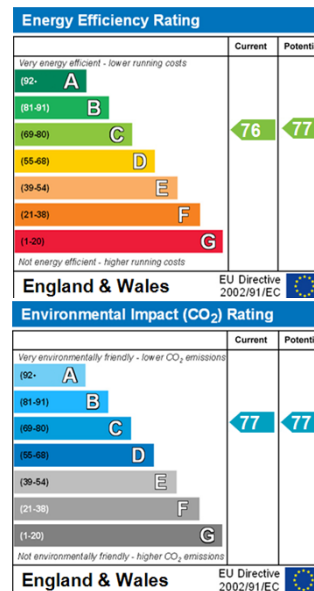 Energy Efficiency Rating
Current Potenti
Very energy efficient - lower running costs
(92- A
(81-91) B
(69-80) C 76 77
(55-68) D
(39-54) E
(21-38) F
(1-20) G
Not energy efficient - higher running costs
England & Wales EU Directive 2002/91/EC
Environmental Impact (CO2) Rating
Current Potenti
Very environmentally friendly - lower CO2 emissions
(92- A
(81-91) B
(69-80) C 77 77
(55-68) D
(39-54) E
(21-38) F
(1-20) G
Not environmentally friendly - higher CO2 emissions
England & Wales EU Directive 2002/91/EC